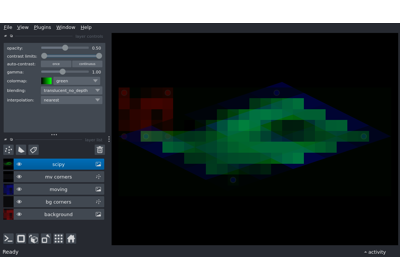 File View Plugins Window Help
opacity: 0.50
contrast limits:
auto-contrast: once continuous
gamma: 1.00
colormap: green
blending: translucent_no_depth
interpolation: nearest
scipy
mv corners
moving
bg corners
background
Ready
activity